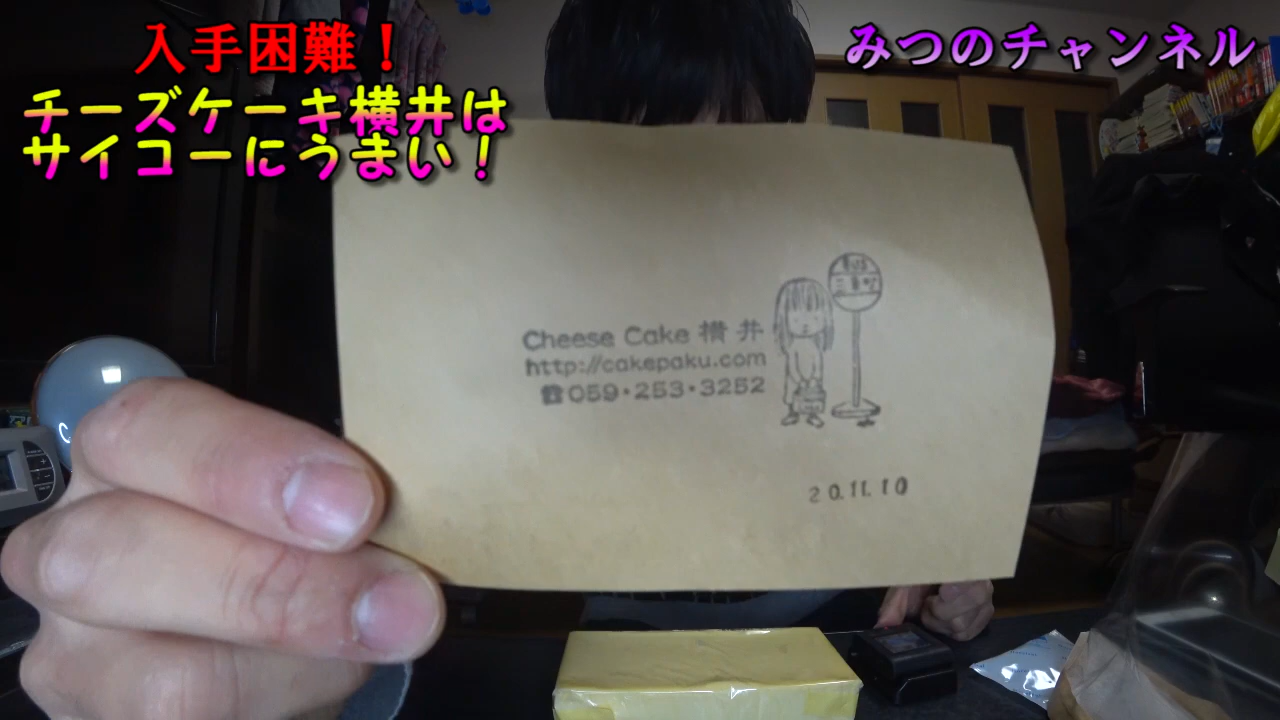 入手困難！
チーズケーキ横井は
サイコーにうまい！
みつのチャンネル
Cheese Cake 横井
http://cakepaku.com
☎059・253・3252
20.11.10